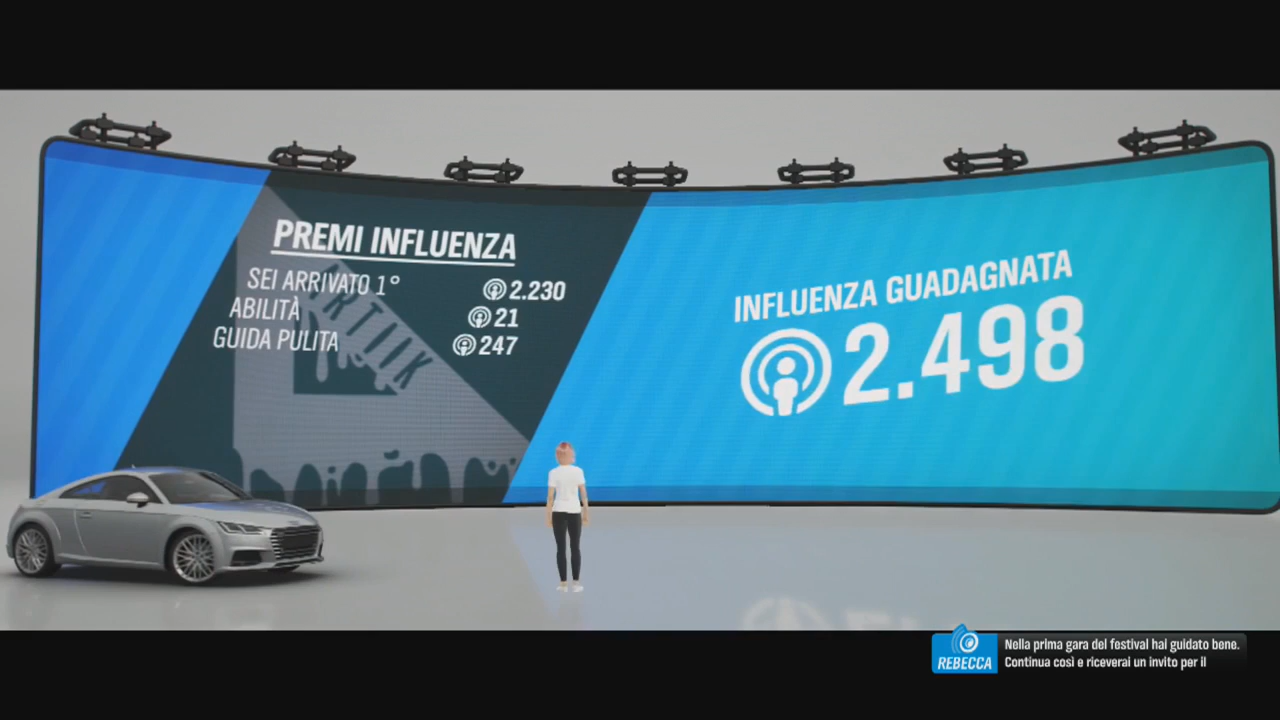 PREMI INFLUENZA
SEI ARRIVATO 1° 2.230
ABILITÀ 21
GUIDA PULITA 247
ARTIIK
INFLUENZA GUADAGNATA
2.498
REBECCA
Nella prima gara del festival hai guidato bene.
Continua così e riceverai un invito per il